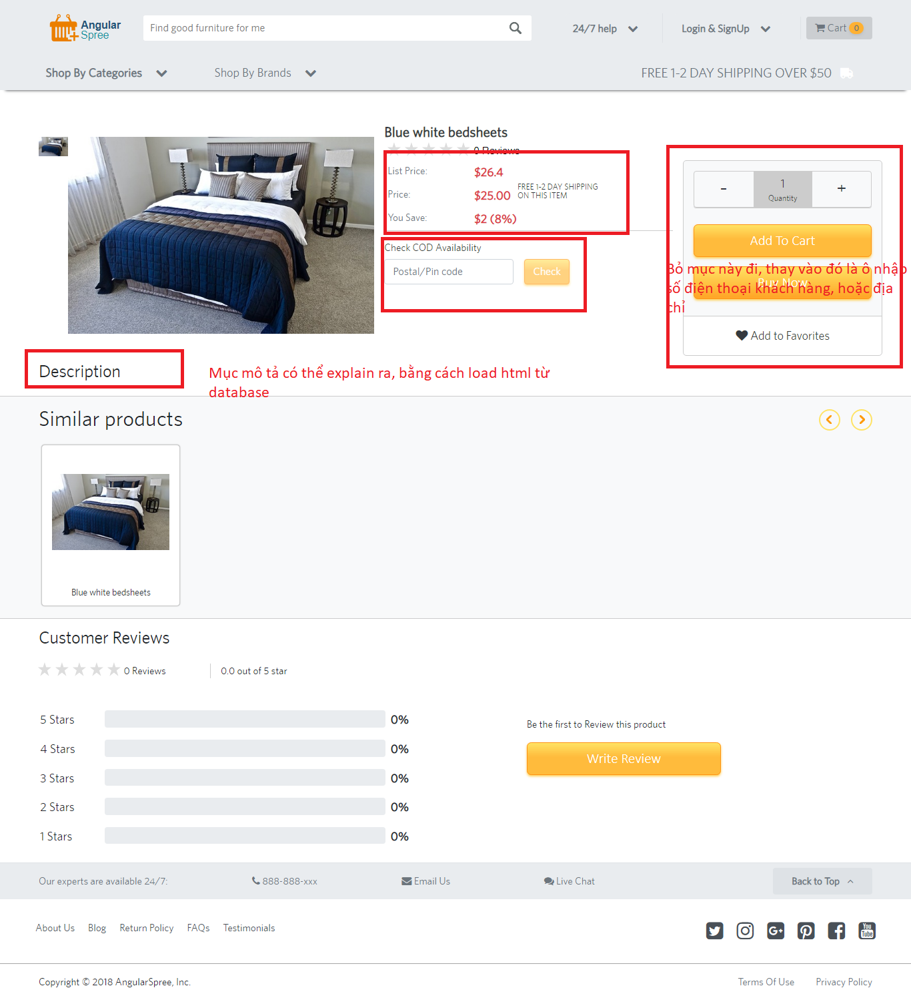 Angular
Spree
Find good furniture for me
24/7 help
Login & SignUp
Cart 0
Shop By Categories
Shop By Brands
FREE 1-2 DAY SHIPPING OVER $50
Blue white bedsheets
0 Reviews
List Price: $26.4
Price: $25.00
FREE 1-2 DAY SHIPPING
ON THIS ITEM
You Save: $2 (8%)
Check COD Availability
Postal/Pin code
Check
-
1
+
Quantity
Add To Cart
Buy Now
Bỏ mục này đi, thay vào đó là ô nhập
số điện thoại khách hàng, hoặc địa
chỉ
Add to Favorites
Description
Mục mô tả có thể explain ra, bằng cách load html từ
database
Similar products
Blue white bedsheets
Customer Reviews
0 Reviews
0.0 out of 5 star
5 Stars 0%
4 Stars 0%
3 Stars 0%
2 Stars 0%
1 Stars 0%
Be the first to Review this product
Write Review
Our experts are available 24/7:
888-888-xxx
Email Us
Live Chat
Back to Top
About Us
Blog
Return Policy
FAQs
Testimonials
You
Tube
Copyright © 2018 AngularSpree, Inc.
Terms Of Use
Privacy Policy